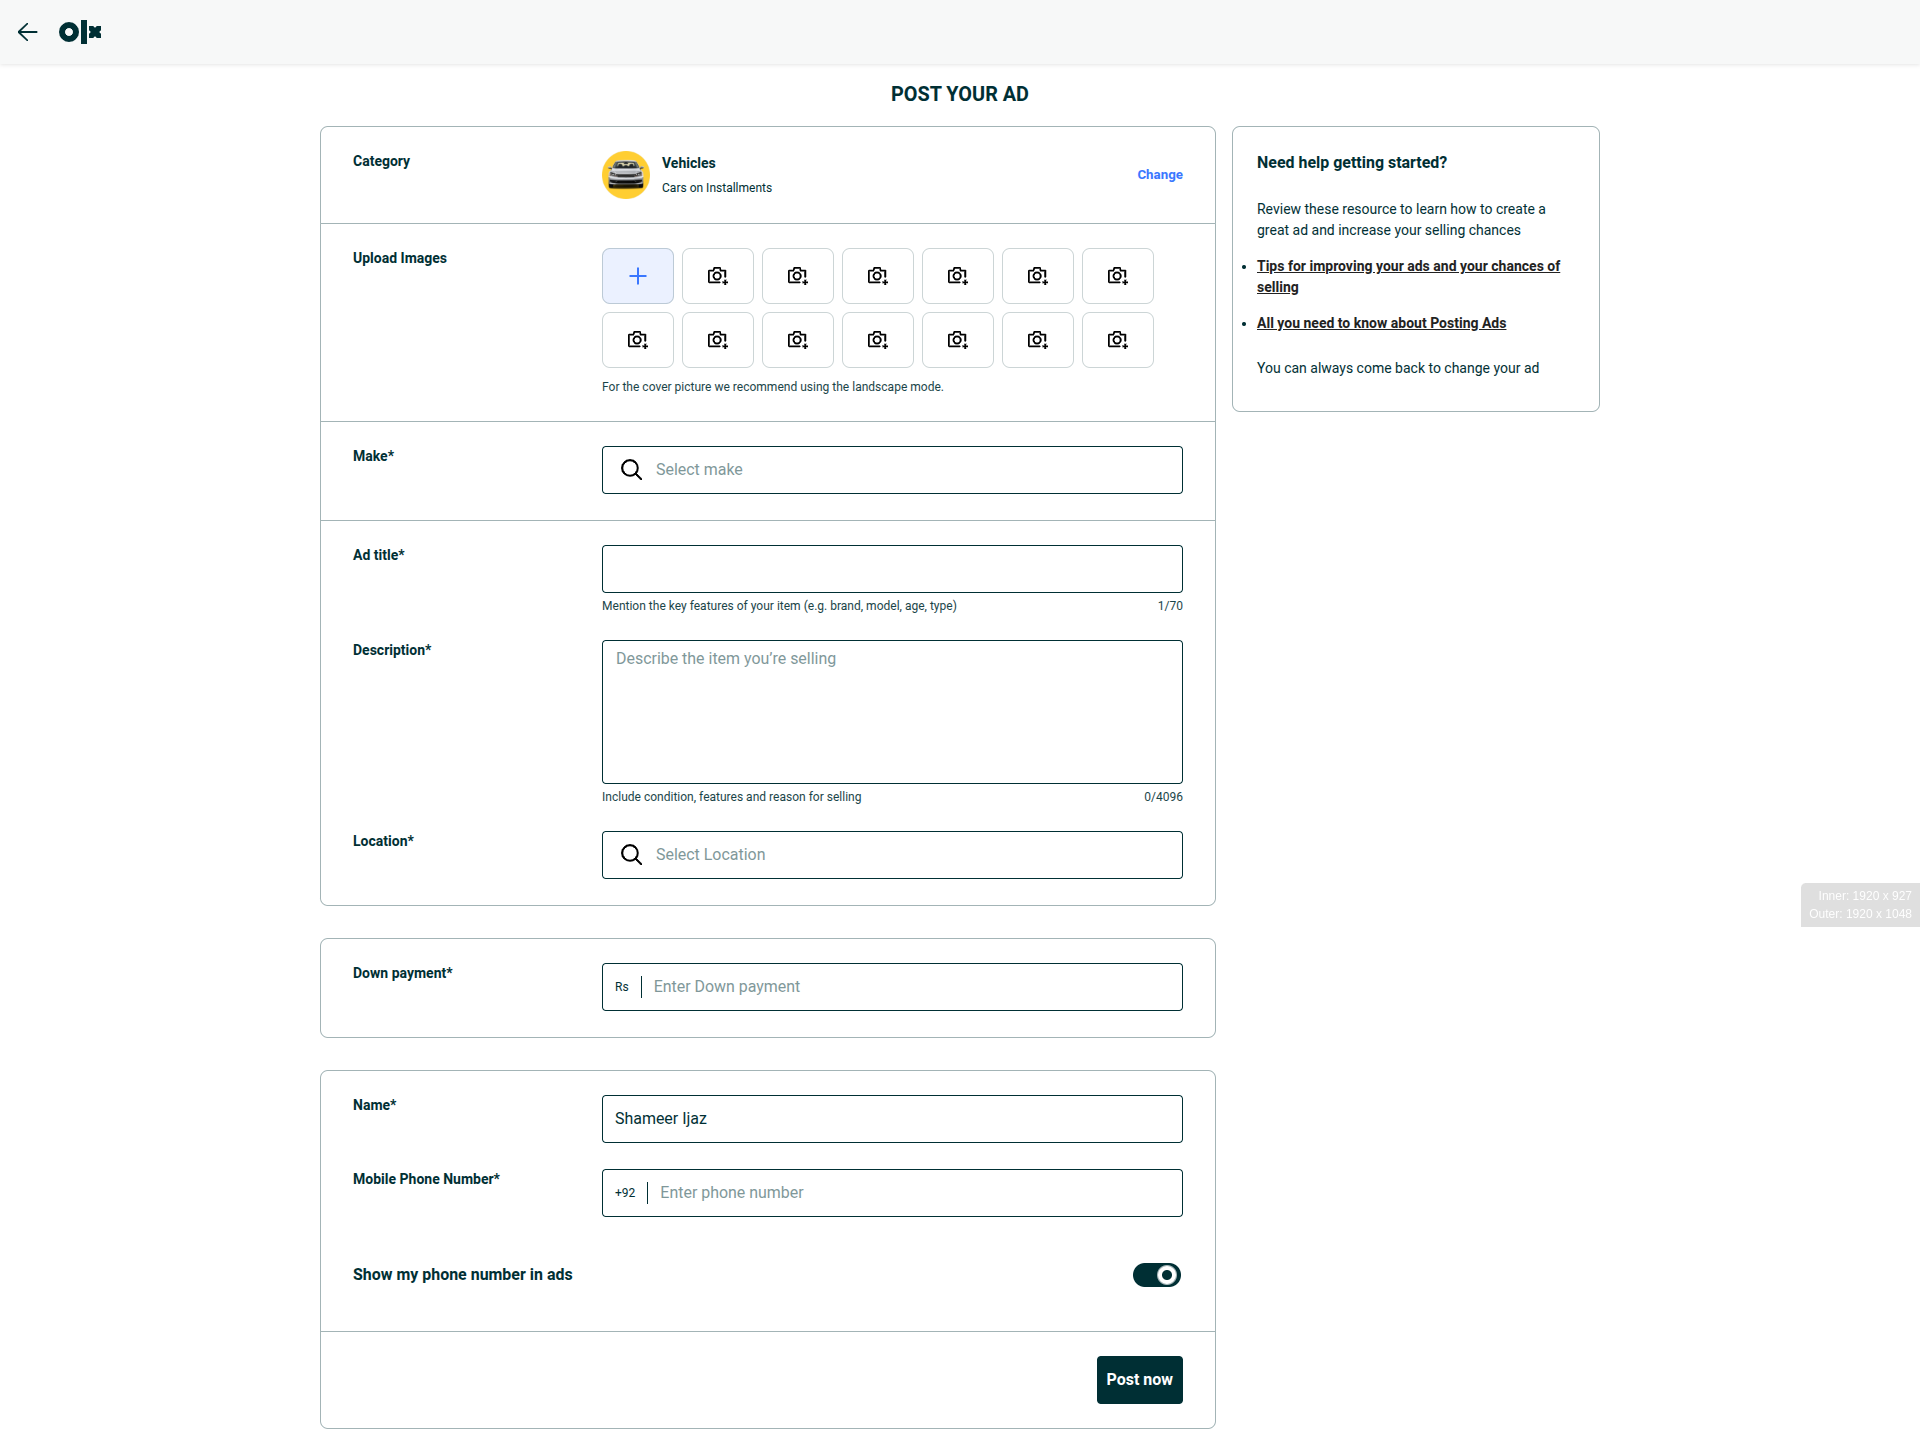 olx
POST YOUR AD
Category
Vehicles
Cars on Installments
Change
Upload Images
For the cover picture we recommend using the landscape mode.
Make*
Select make
Ad title*
Mention the key features of your item (e.g. brand, model, age, type)
1/70
Description*
Describe the item you're selling
Include condition, features and reason for selling
0/4096
Location*
Select Location
Down payment*
Rs
Enter Down payment
Name*
Shameer Ijaz
Mobile Phone Number*
+92
Enter phone number
Show my phone number in ads
Post now
Need help getting started?
Review these resource to learn how to create a
great ad and increase your selling chances
Tips for improving your ads and your chances of
selling
All you need to know about Posting Ads
You can always come back to change your ad
Inner: 1920 x 927
Outer: 1920 x 1048